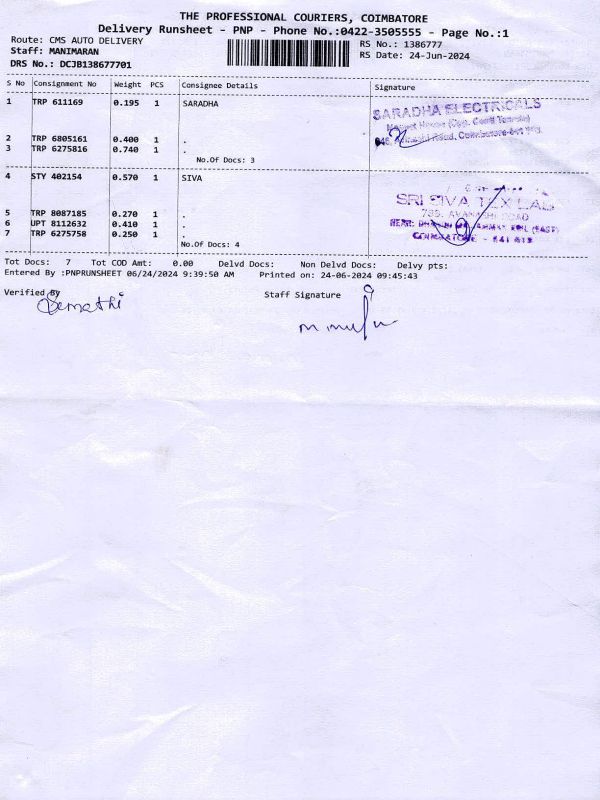 THE PROFESSIONAL COURIERS, COIMBATORE
Delivery Runsheet - PNP - Phone No.:0422-3505555 - Page No.:1
Route: CMS AUTO DELIVERY
RS No.: 1386777
Staff: MANIMARAN
RS Date: 24-Jun-2024
DRS No.: DCJB138677701
S No Consignment No Weight PCS Consignee Details Signature
1 TRP 611169 0.195 1 SARADHA
SARADHA ELECTRICALS
2 TRP 6805161 0.400 1 .
3 TRP 6275816 0.740 1 .
No.Of Docs: 3
4 STY 402154 0.570 1 SIVA
SRI SIVA TEX LAB
5 TRP 8087185 0.270 1 .
6 UPT 8112632 0.410 1 .
7 TRP 6275758 0.250 1 .
COIMBATORE - 641
No.Of Docs: 4
Tot Docs: 7 Tot COD Amt: 0.00 Delvd Docs: Non Delvd Docs: Delvy pts:
Entered By :PNPRUNSHEET 06/24/2024 9:39:50 AM Printed on: 24-06-2024 09:45:43
Verified By
Staff Signature